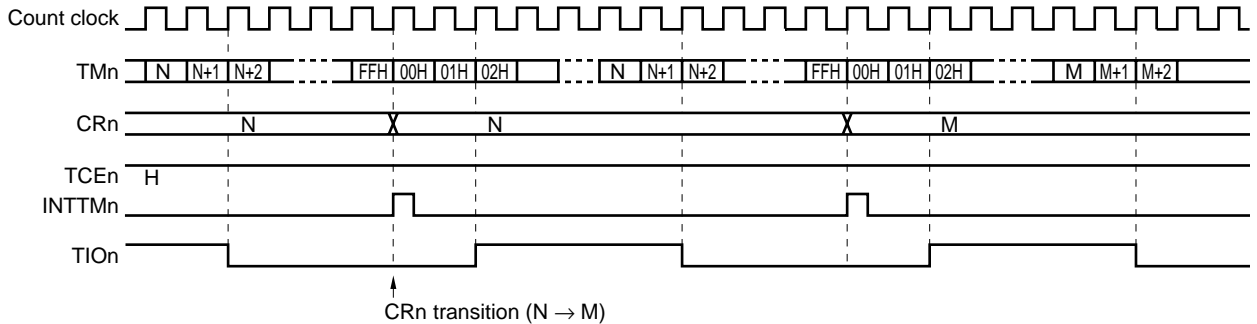 Count clock
TMn N N+1 N+2 FFH 00H 01H 02H N N+1 N+2 FFH 00H 01H 02H M M+1 M+2
CRn N N M
TCEn H
INTTMn
TIOn
CRn transition (N → M)